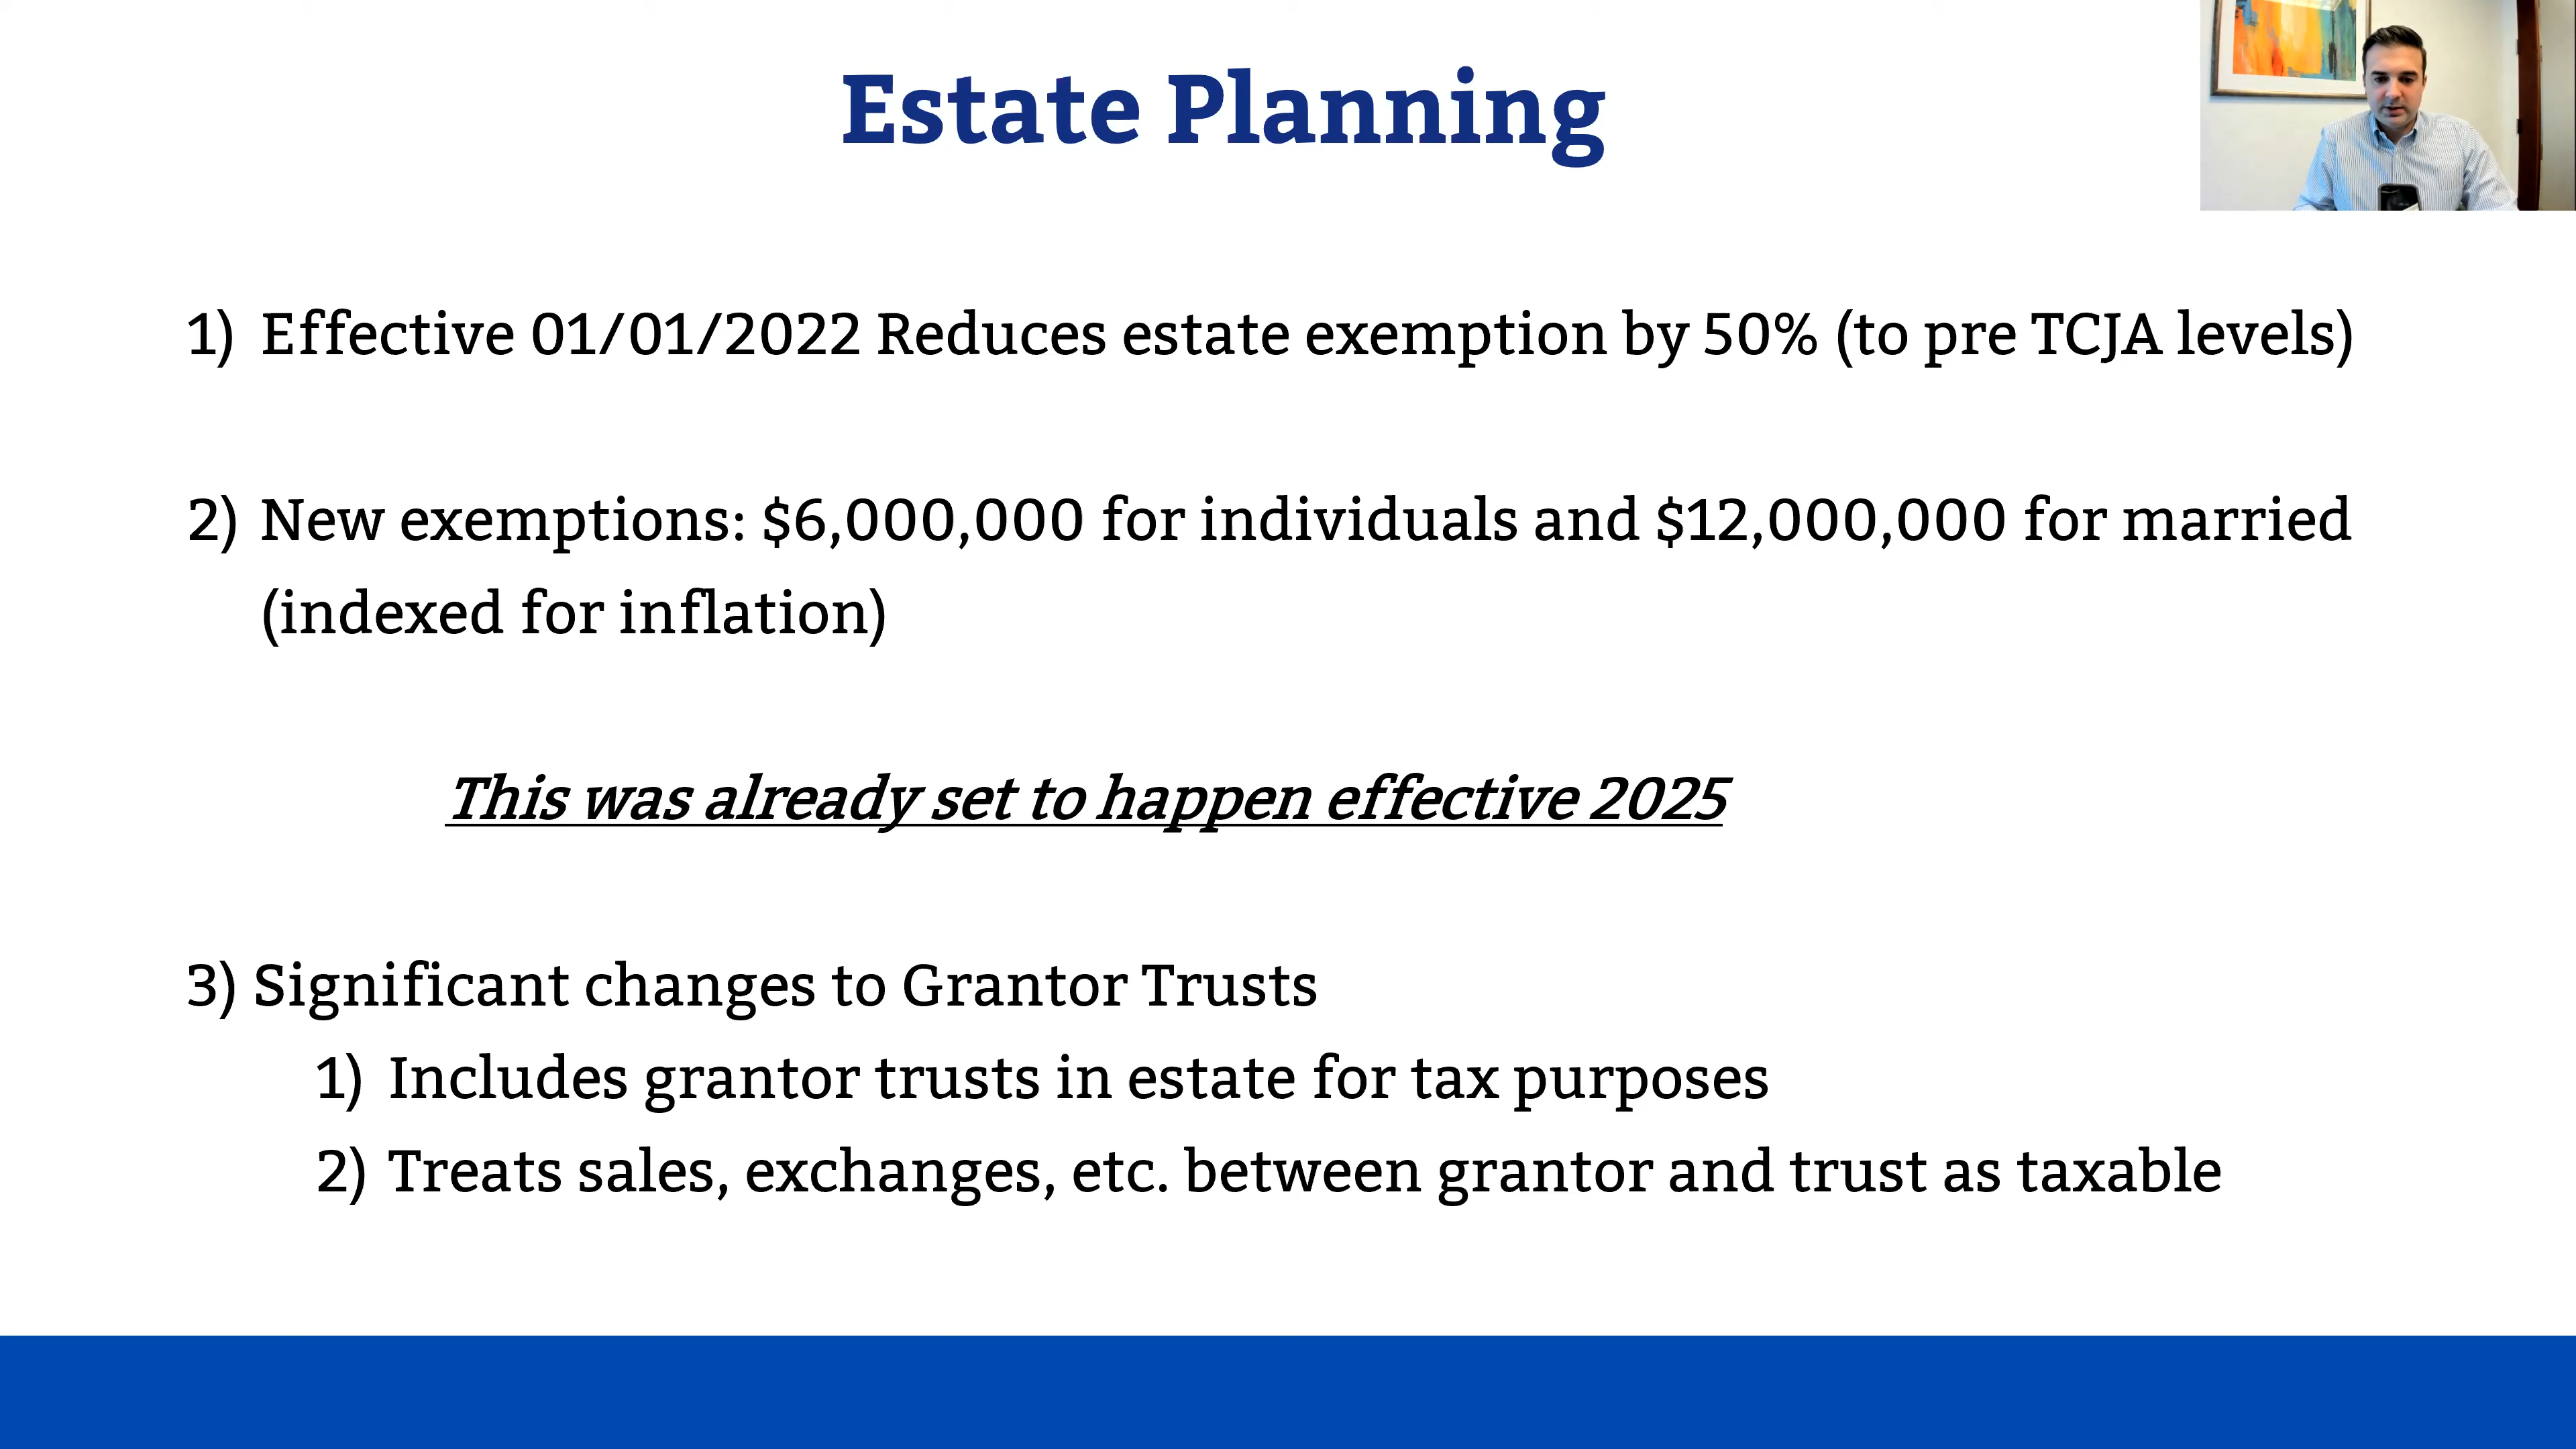 Estate Planning
1) Effective 01/01/2022 Reduces estate exemption by 50% (to pre TCJA levels)
2) New exemptions: $6,000,000 for individuals and $12,000,000 for married
(indexed for inflation)
This was already set to happen effective 2025
3) Significant changes to Grantor Trusts
1) Includes grantor trusts in estate for tax purposes
2) Treats sales, exchanges, etc. between grantor and trust as taxable